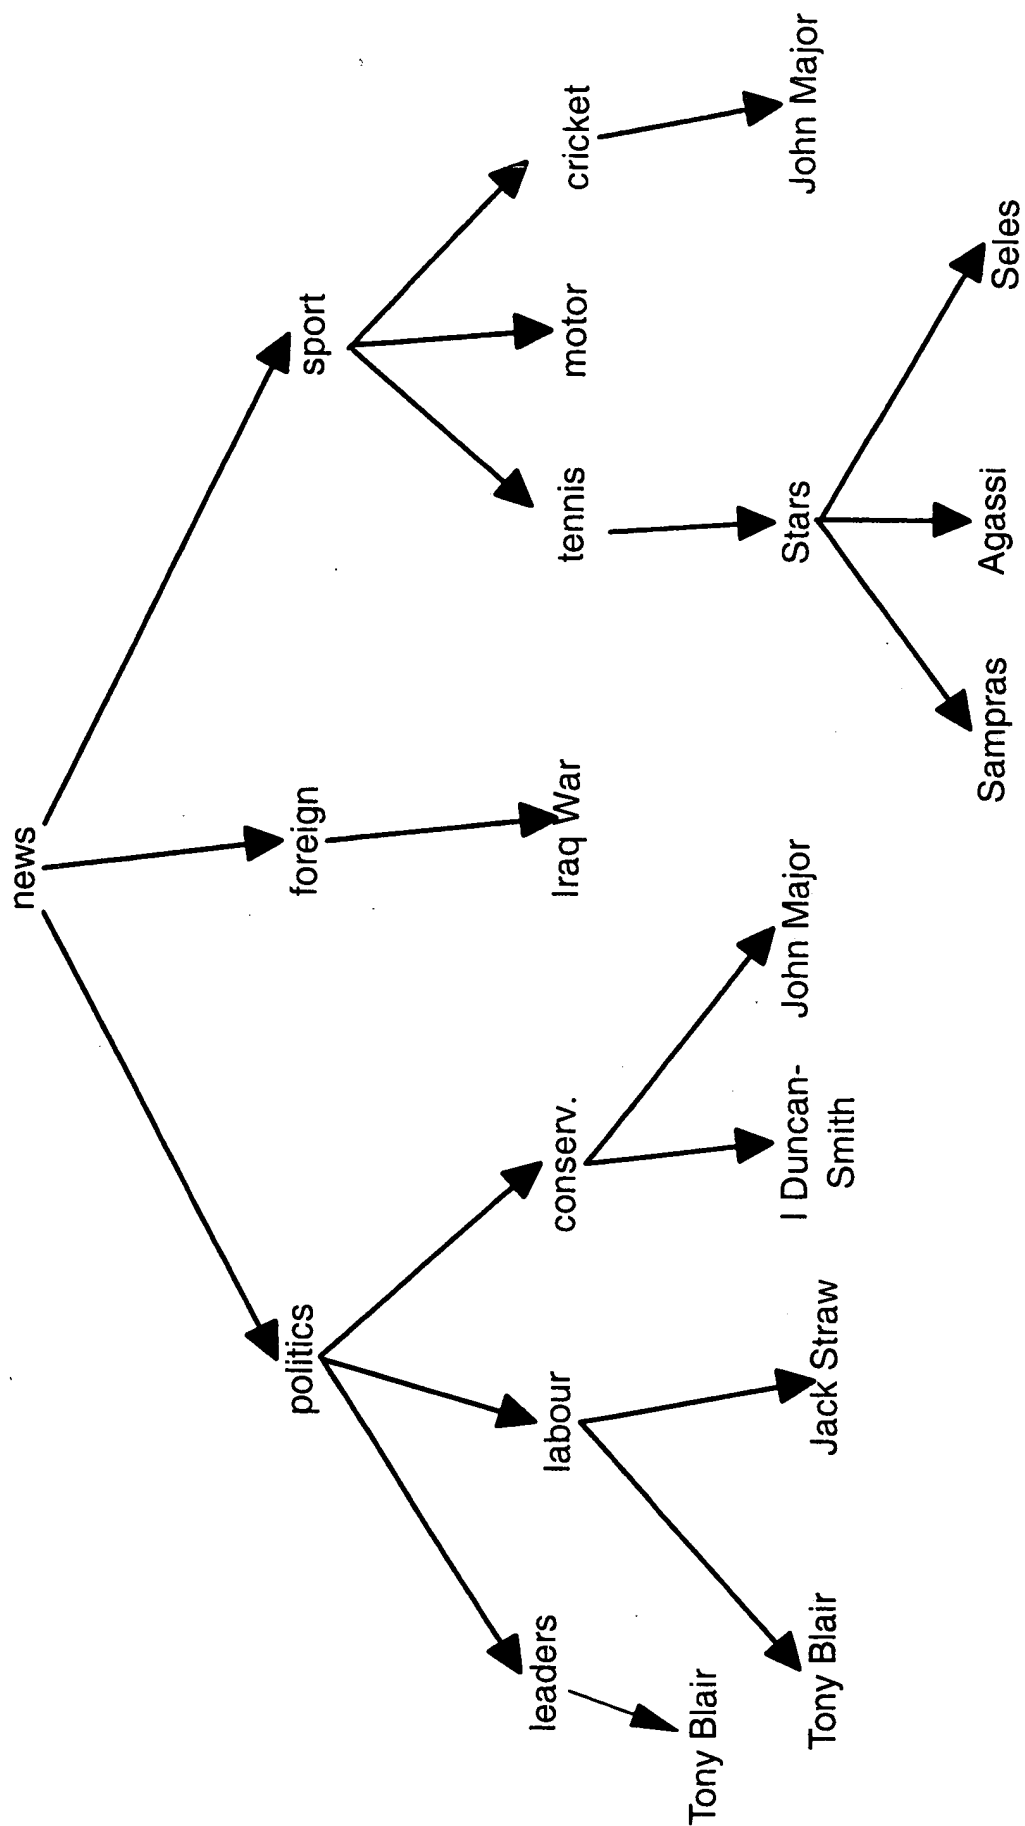 news
politics
foreign
sport
leaders
labour
conserv.
Iraq War
tennis
motor
cricket
Tony Blair
Tony Blair
Jack Straw
I Duncan-
Smith
John Major
Stars
John Major
Sampras
Agassi
Seles